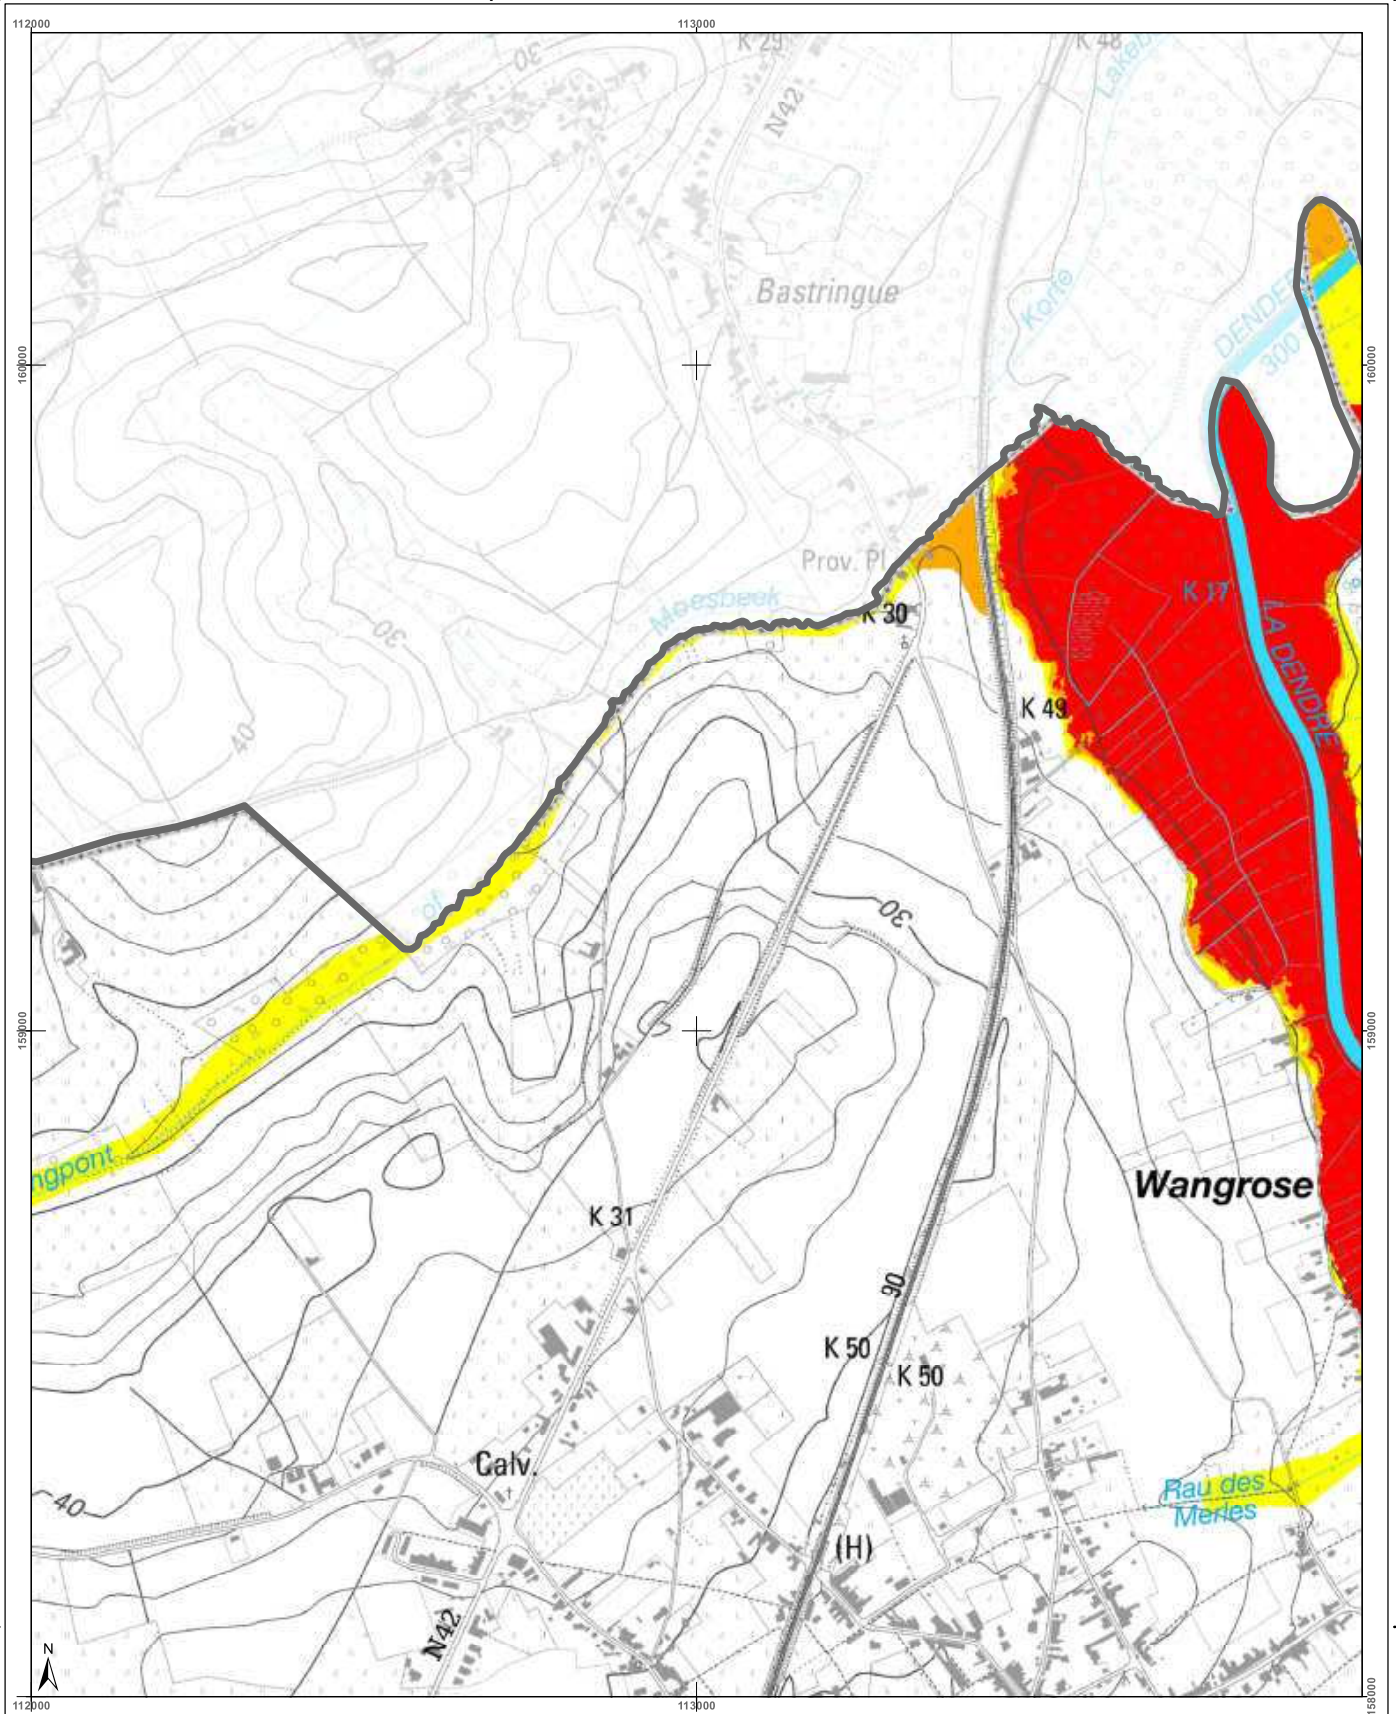 112000
113000
30
K 29
K 48
Lakeb
N42
Bastringue
Korte
DENDER
300
160000
160000
Prov. Pl.
Moesbeek
K 30
K 17
LA DENDRE
30
K 49
40
of
30
159000
159000
ngpont
Wangrose
K 31
90
K 50
K 50
Calv.
40
Rau des
Merles
(H)
N42
N
112000
113000
158000